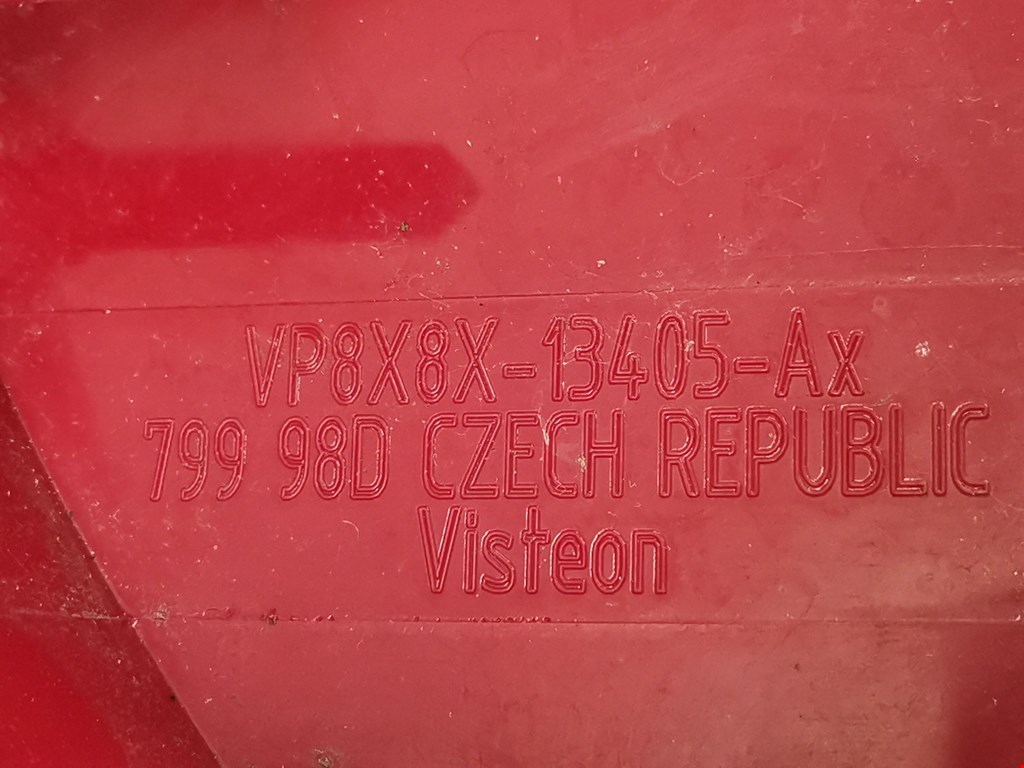 VP8X8X-13405-Ax
799 98D CZECH REPUBLIC
Visteon